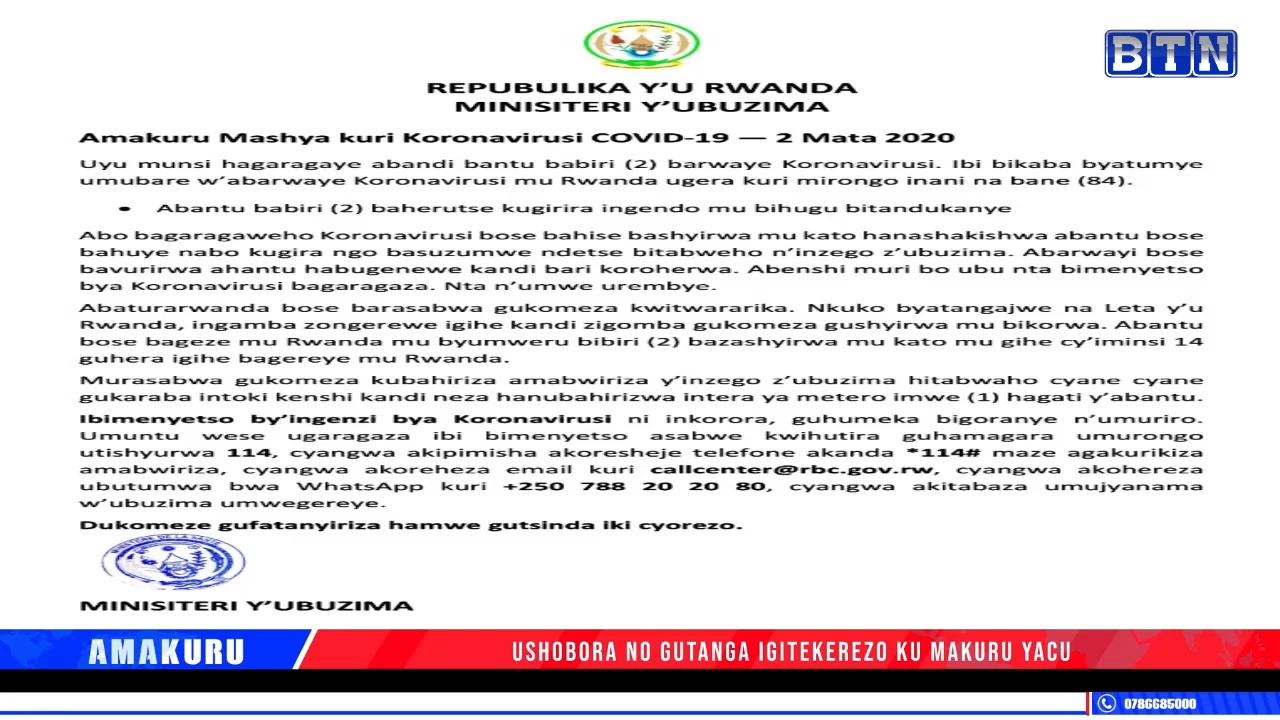 BTN
REPUBULIKA Y’U RWANDA
MINISITERI Y’UBUZIMA
Amakuru Mashya kuri Koronavirusi COVID-19 — 2 Mata 2020
Uyu munsi hagaragaye abandi bantu babiri (2) barwaye Koronavirusi. Ibi bikaba byatumye
umubare w’abarwaye Koronavirusi mu Rwanda ugera kuri mirongo inani na bane (84).
• Abantu babiri (2) baherutse kugirira ingendo mu bihugu bitandukanye
Abo bagaragaweho Koronavirusi bose bahise bashyirwa mu kato hanashakishwa abantu bose
bahuye nabo kugira ngo basuzumwe ndetse bitabweho n’inzego z’ubuzima. Abarwayi bose
bavurirwa ahantu habugenewe kandi bari koroherwa. Abenshi muri bo ubu nta bimenyetso
bya Koronavirusi bagaragaza. Nta n’umwe urembye.
Abaturarwanda bose barasabwa gukomeza kwitwararika. Nkuko byatangajwe na Leta y’u
Rwanda, ingamba zongerewe igihe kandi zigomba gukomeza gushyirwa mu bikorwa. Abantu
bose bageze mu Rwanda mu byumweru bibiri (2) bazashyirwa mu kato mu gihe cy’iminsi 14
guhera igihe bagereye mu Rwanda.
Murasabwa gukomeza kubahiriza amabwiriza y’inzego z’ubuzima hitabwaho cyane cyane
gukaraba intoki kenshi kandi neza hanubahirizwa intera ya metero imwe (1) hagati y’abantu.
Ibimenyetso by’ingenzi bya Koronavirusi ni inkorora, guhumeka bigoranye n’umuriro.
Umuntu wese ugaragaza ibi bimenyetso asabwe kwihutira guhamagara umurongo
utishyurwa 114, cyangwa akipimisha akoresheje telefone akanda *114# maze agakurikiza
amabwiriza, cyangwa akoreheza email kuri callcenter@rbc.gov.rw, cyangwa akohereza
ubutumwa bwa WhatsApp kuri +250 788 20 20 80, cyangwa akitabaza umujyanama
w’ubuzima umwegereye.
Dukomeze gufatanyiriza hamwe gutsinda iki cyorezo.
MINISTERE DE LA SANTE
MINISITERI Y’UBUZIMA
AMAKURU
USHOBORA NO GUTANGA IGITEKEREZO KU MAKURU YACU
0786685000